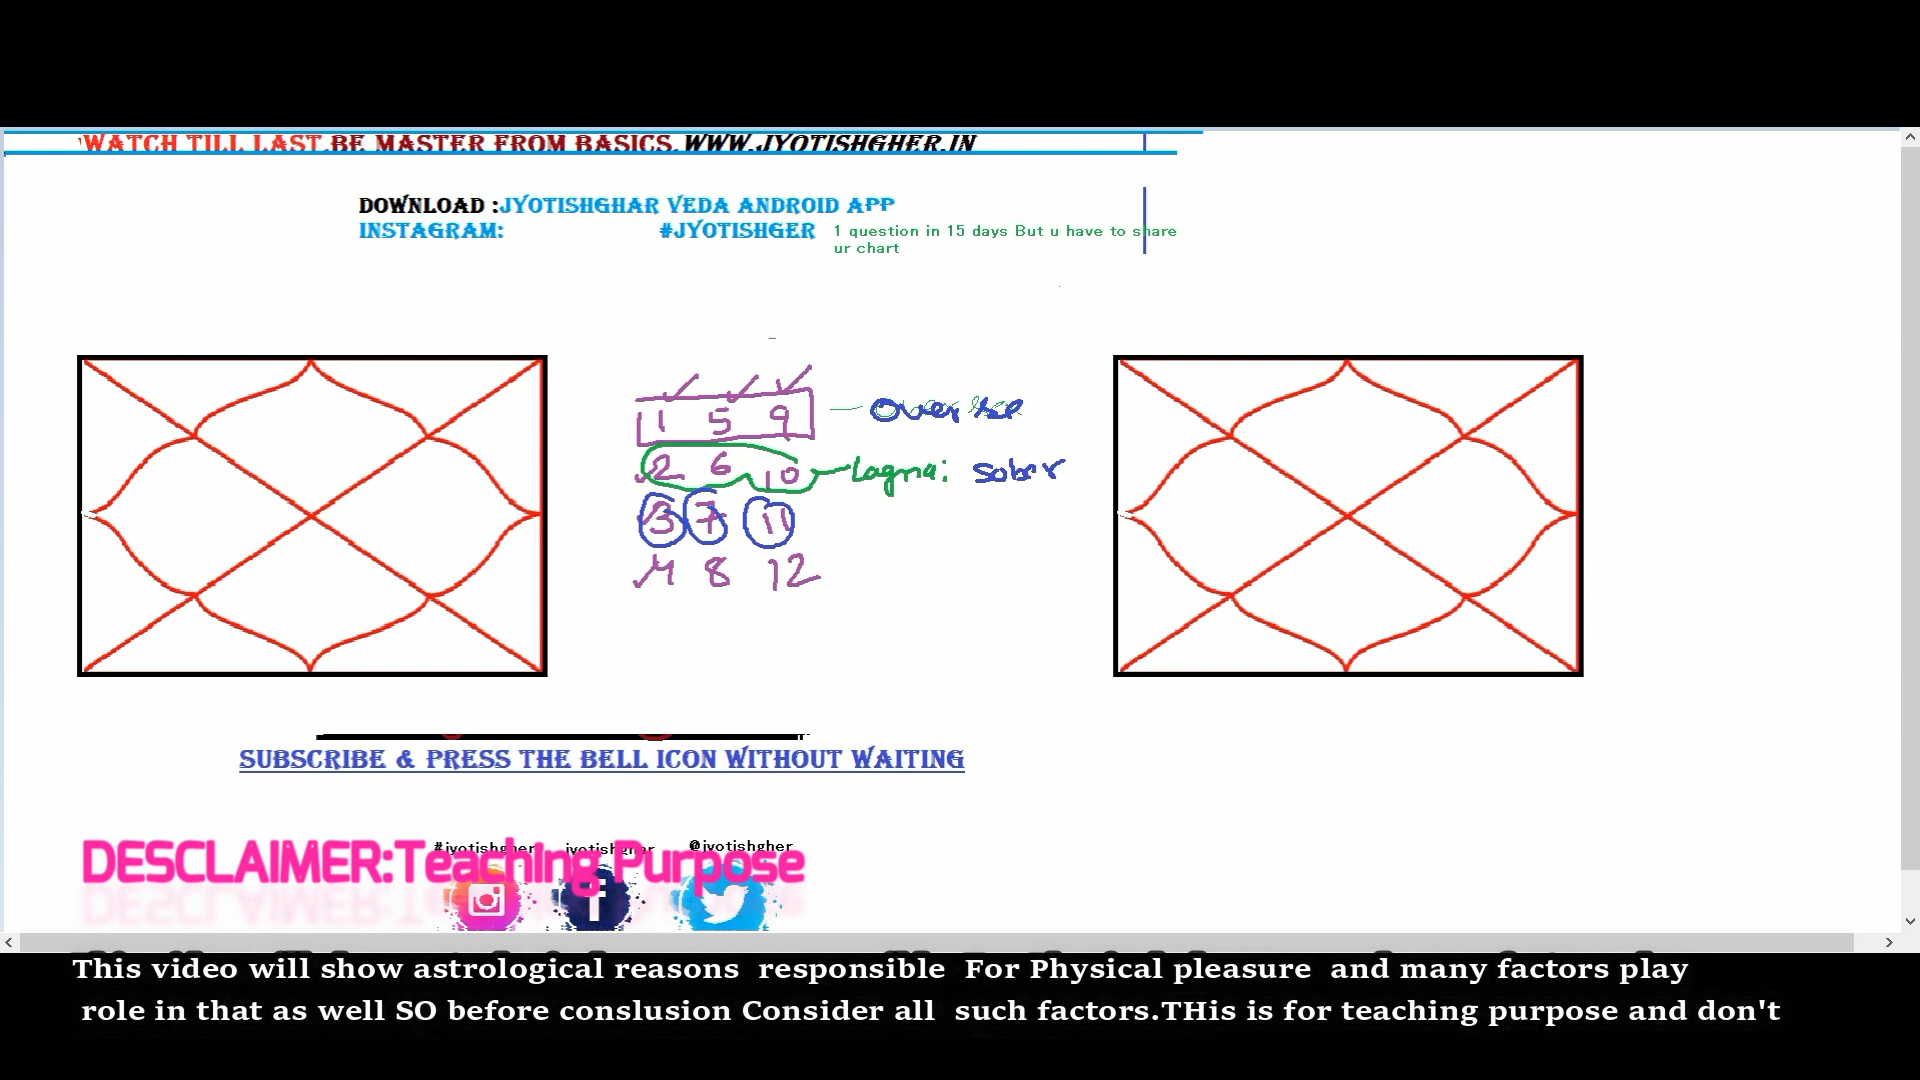 WATCH TILL LAST.BE MASTER FROM BASICS.WWW.JYOTISHGHER.IN
DOWNLOAD :JYOTISHGHAR VEDA ANDROID APP
INSTAGRAM: #JYOTISHGER
1 question in 15 days But u have to share
ur chart
1 5 9
2 6 10 Lagna: sober
3 7 11
4 8 12
SUBSCRIBE & PRESS THE BELL ICON WITHOUT WAITING
#jyotishgher jyotishghar @jyotishgher
DESCLAIMER:Teaching Purpose
This video will show astrological reasons responsible For Physical pleasure and many factors play
role in that as well SO before conslusion Consider all such factors.THis is for teaching purpose and don't